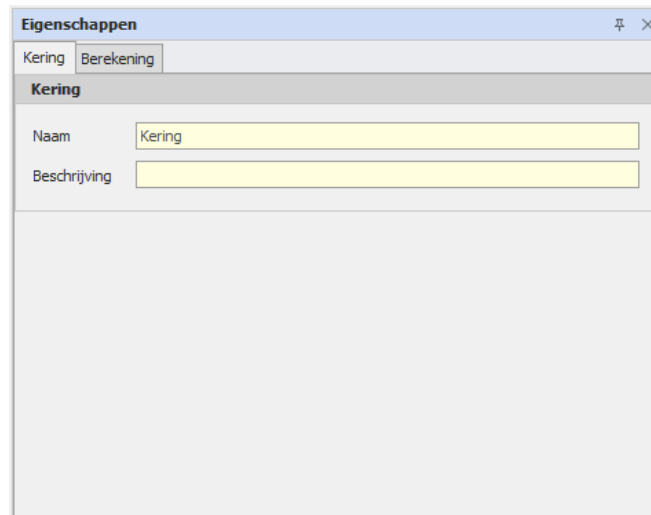 Eigenschappen
Kering Berekening
Kering
Naam Kering
Beschrijving